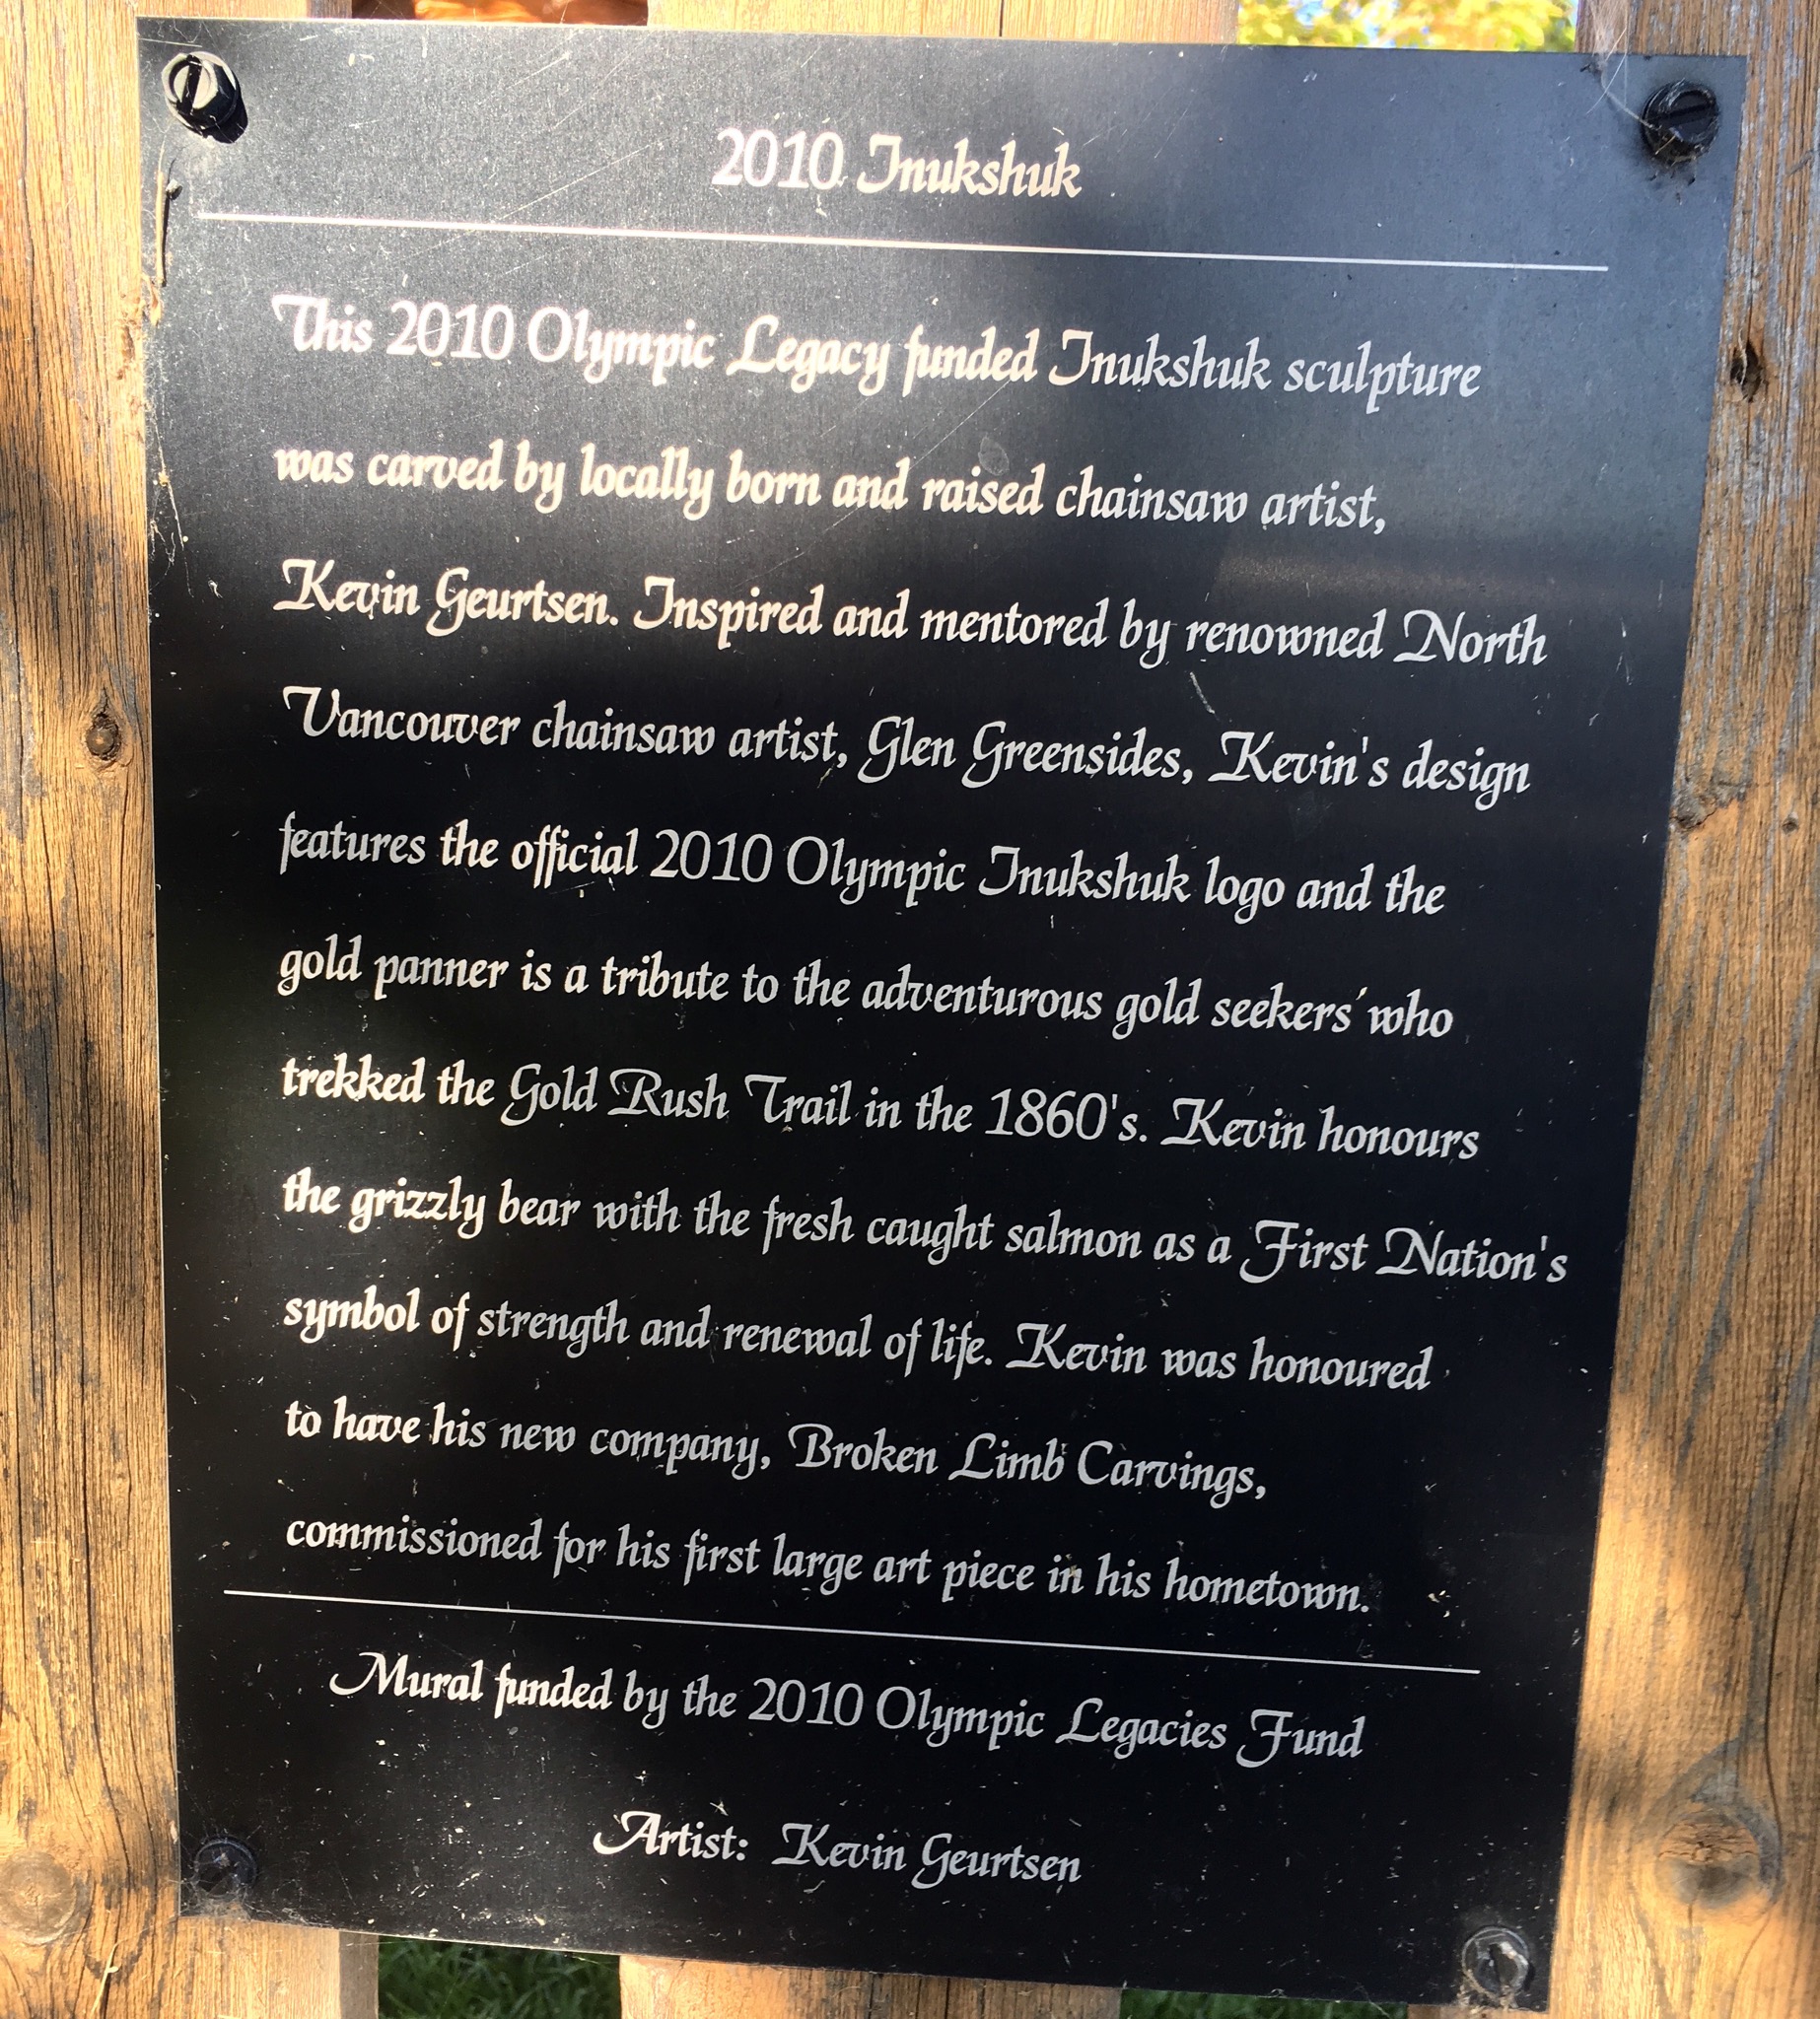 2010 Inukshuk
This 2010 Olympic Legacy funded Inukshuk sculpture
was carved by locally born and raised chainsaw artist,
Kevin Geurtsen. Inspired and mentored by renowned North
Vancouver chainsaw artist, Glen Greensides, Kevin's design
features the official 2010 Olympic Inukshuk logo and the
gold panner is a tribute to the adventurous gold seekers who
trekked the Gold Rush Trail in the 1860's. Kevin honours
the grizzly bear with the fresh caught salmon as a First Nation's
symbol of strength and renewal of life. Kevin was honoured
to have his new company, Broken Limb Carvings,
commissioned for his first large art piece in his hometown.
Mural funded by the 2010 Olympic Legacies Fund
Artist: Kevin Geurtsen